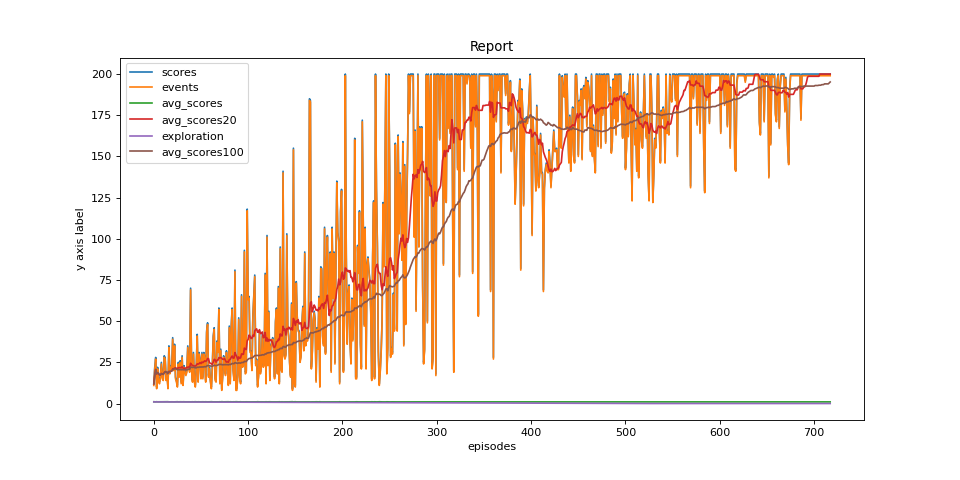 Report
scores
events
avg_scores
avg_scores20
exploration
avg_scores100
y axis label
200
175
150
125
100
75
50
25
0
0 100 200 300 400 500 600 700
episodes